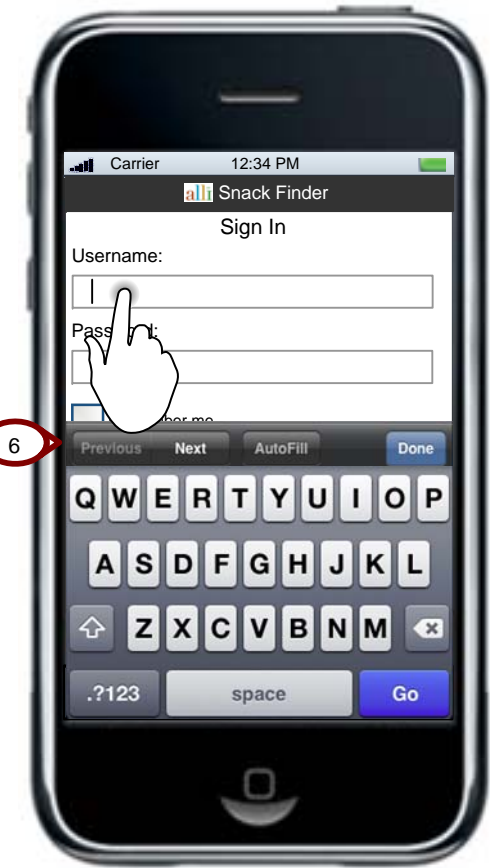 Carrier 12:34 PM
alli Snack Finder
Sign In
Username:
6
Previous Next AutoFill Done
Q W E R T Y U I O P
A S D F G H J K L
Z X C V B N M
.?123 space Go